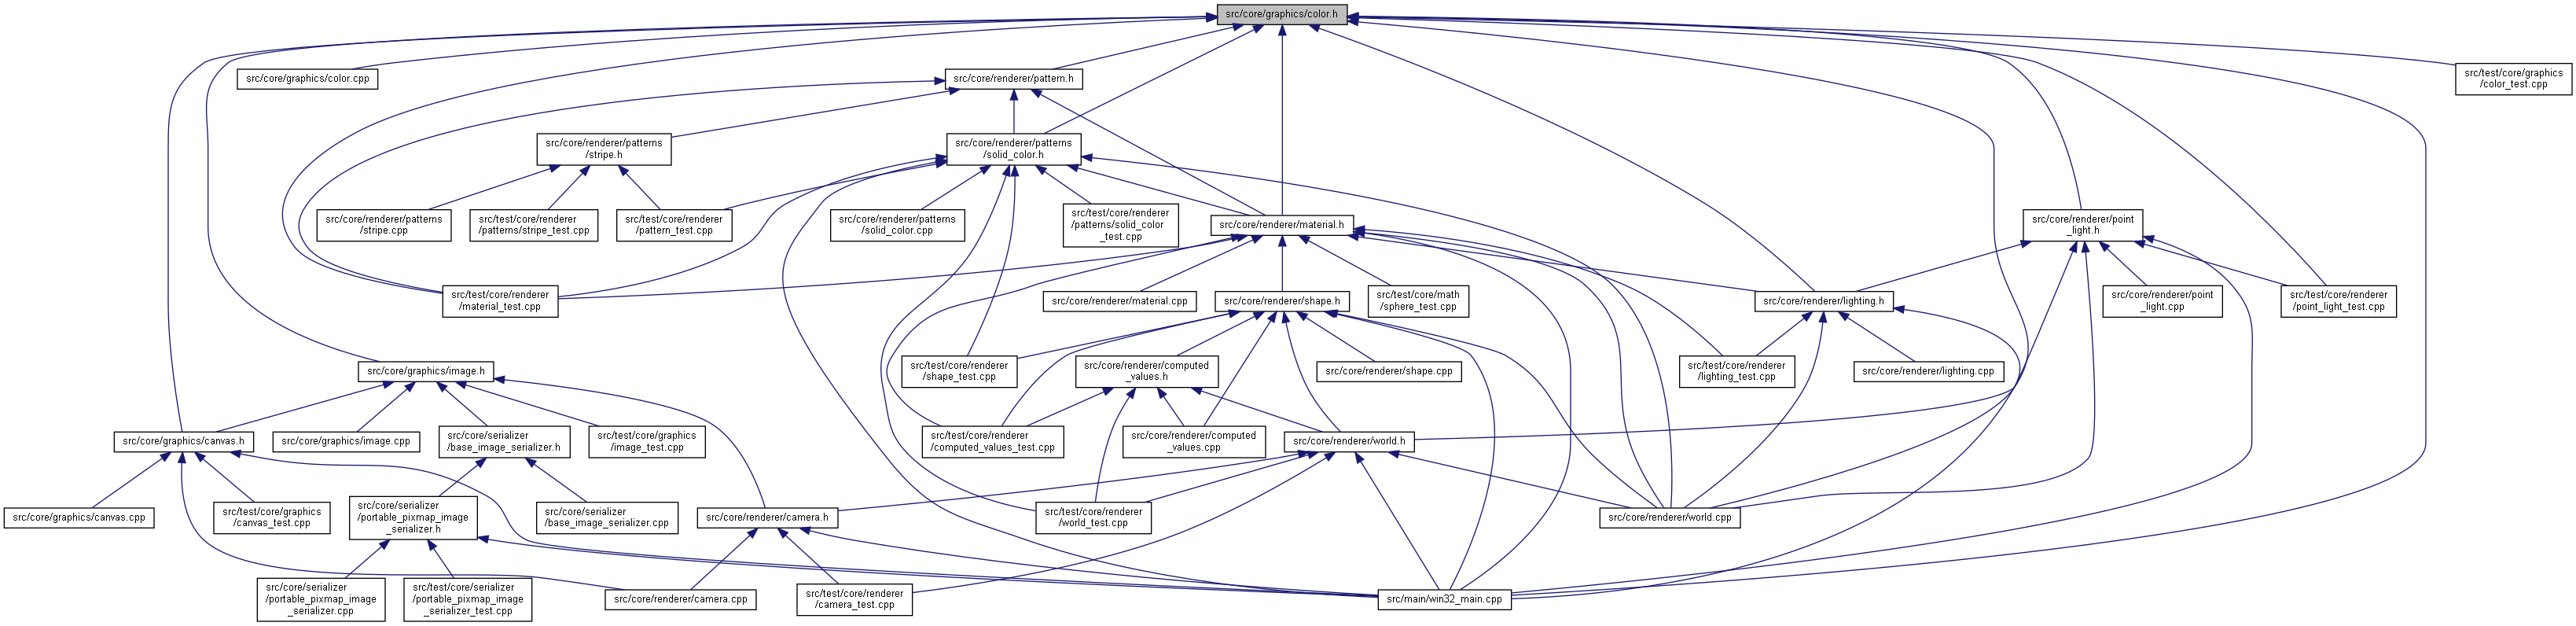 src/core/graphics/color.h
src/core/graphics/color.cpp
src/core/renderer/pattern.h
src/test/core/graphics
/color_test.cpp
src/core/renderer/patterns
/stripe.h
src/core/renderer/patterns
/solid_color.h
src/core/renderer/patterns
/stripe.cpp
src/test/core/renderer
/patterns/stripe_test.cpp
src/test/core/renderer
/pattern_test.cpp
src/core/renderer/patterns
/solid_color.cpp
src/test/core/renderer
/patterns/solid_color
_test.cpp
src/core/renderer/material.h
src/core/renderer/point
_light.h
src/test/core/renderer
/material_test.cpp
src/core/renderer/material.cpp
src/core/renderer/shape.h
src/test/core/math
/sphere_test.cpp
src/core/renderer/lighting.h
src/core/renderer/point
_light.cpp
src/test/core/renderer
/point_light_test.cpp
src/core/graphics/image.h
src/test/core/renderer
/shape_test.cpp
src/core/renderer/computed
_values.h
src/core/renderer/shape.cpp
src/test/core/renderer
/lighting_test.cpp
src/core/renderer/lighting.cpp
src/core/graphics/canvas.h
src/core/graphics/image.cpp
src/core/serializer
/base_image_serializer.h
src/test/core/graphics
/image_test.cpp
src/test/core/renderer
/computed_values_test.cpp
src/core/renderer/computed
_values.cpp
src/core/renderer/world.h
src/core/graphics/canvas.cpp
src/test/core/graphics
/canvas_test.cpp
src/core/serializer
/portable_pixmap_image
_serializer.h
src/core/serializer
/base_image_serializer.cpp
src/core/renderer/camera.h
src/test/core/renderer
/world_test.cpp
src/core/renderer/world.cpp
src/core/serializer
/portable_pixmap_image
_serializer.cpp
src/test/core/serializer
/portable_pixmap_image
_serializer_test.cpp
src/core/renderer/camera.cpp
src/test/core/renderer
/camera_test.cpp
src/main/win32_main.cpp